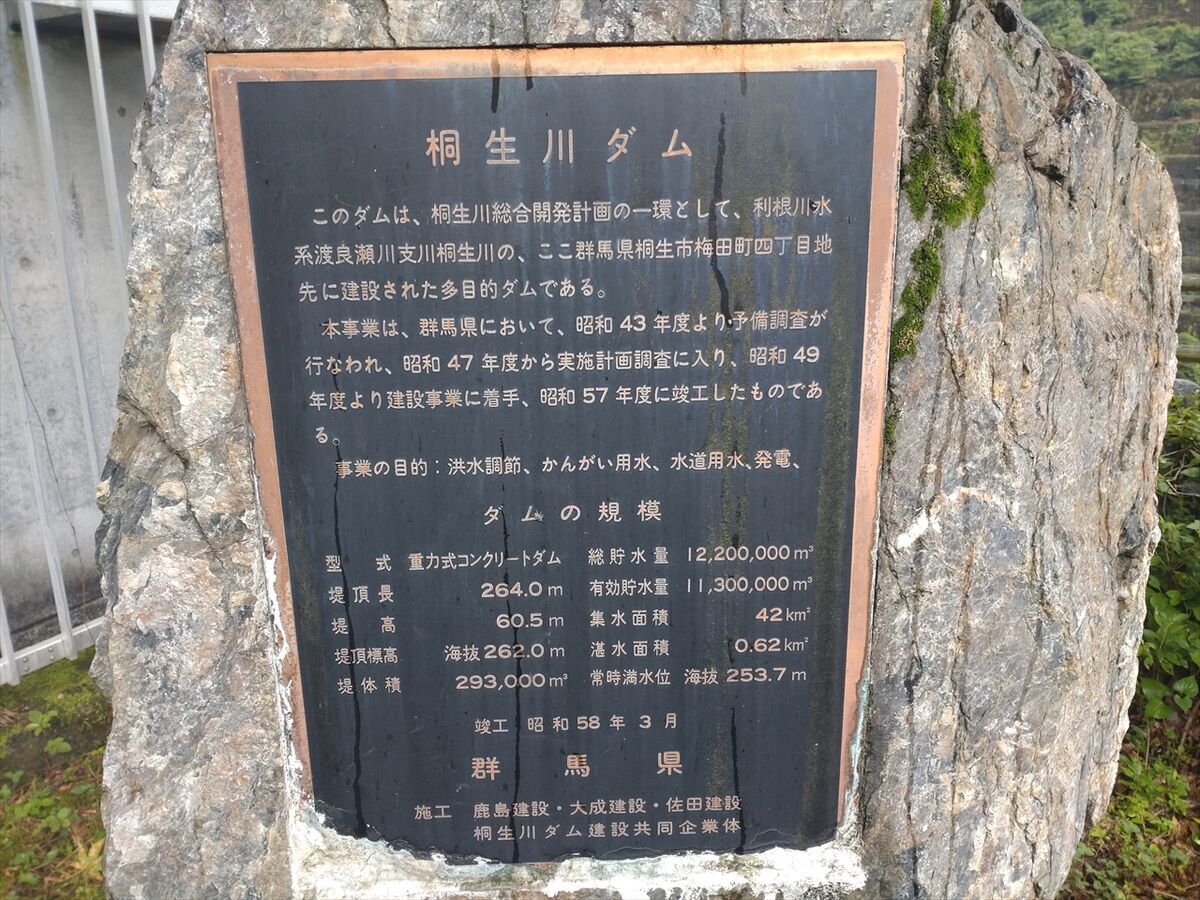 桐生川ダム
このダムは、桐生川総合開発計画の一環として、利根川水
系渡良瀬川支川桐生川の、ここ群馬県桐生市梅田町四丁目地
先に建設された多目的ダムである。
本事業は、群馬県において、昭和43年度より予備調査が
行なわれ、昭和47年度から実施計画調査に入り、昭和49
年度より建設事業に着手、昭和57年度に竣工したものであ
る。
事業の目的：洪水調節、かんがい用水、水道用水、発電、
ダムの規模
型式 重力式コンクリートダム 総貯水量 12,200,000m³
堤頂長 264.0m 有効貯水量 11,300,000m³
堤高 60.5m 集水面積 42km²
堤頂標高 海抜262.0m 湛水面積 0.62km²
堤体積 293,000m³ 常時満水位 海抜253.7m
竣工 昭和58年3月
群馬県
施工 鹿島建設・大成建設・佐田建設
桐生川ダム建設共同企業体